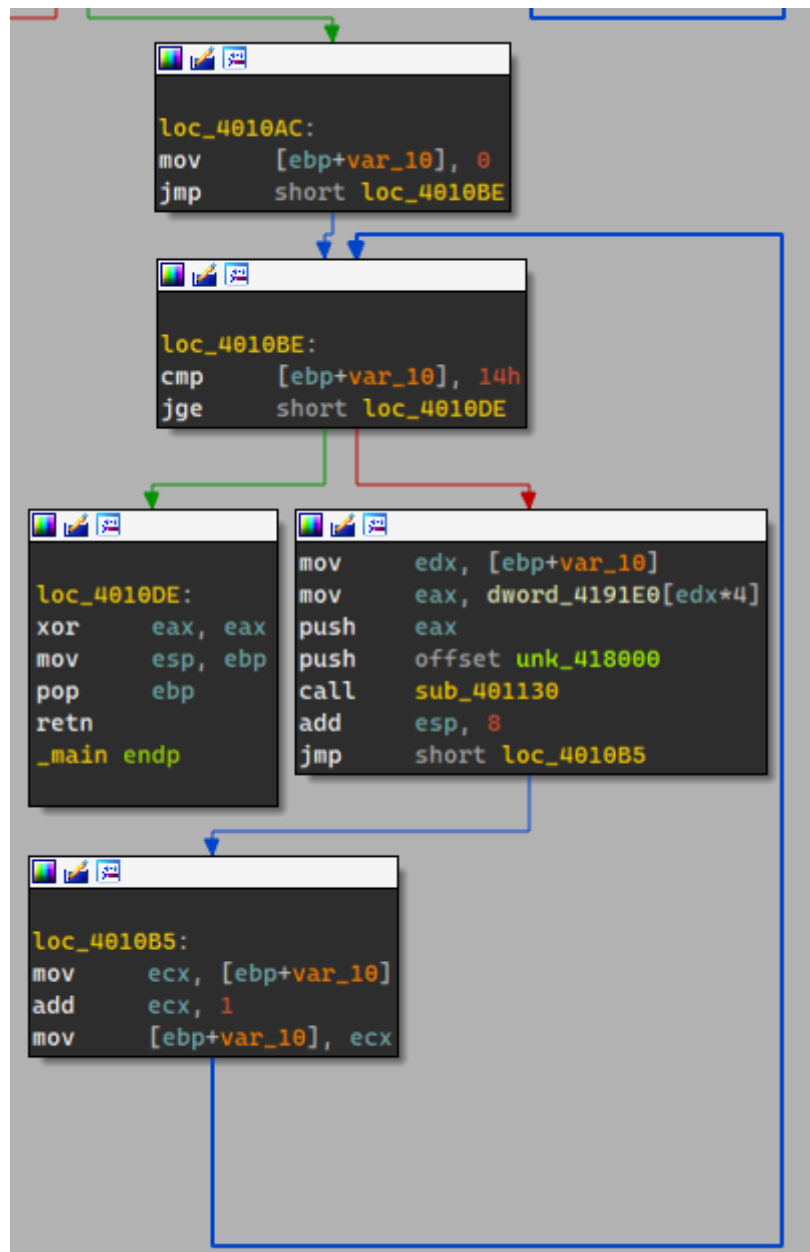 loc_4010AC:
mov [ebp+var_10], 0
jmp short loc_4010BE
loc_4010BE:
cmp [ebp+var_10], 14h
jge short loc_4010DE
loc_4010DE:
xor eax, eax
mov esp, ebp
pop ebp
retn
_main endp
mov edx, [ebp+var_10]
mov eax, dword_4191E0[edx*4]
push eax
push offset unk_418000
call sub_401130
add esp, 8
jmp short loc_4010B5
loc_4010B5:
mov ecx, [ebp+var_10]
add ecx, 1
mov [ebp+var_10], ecx